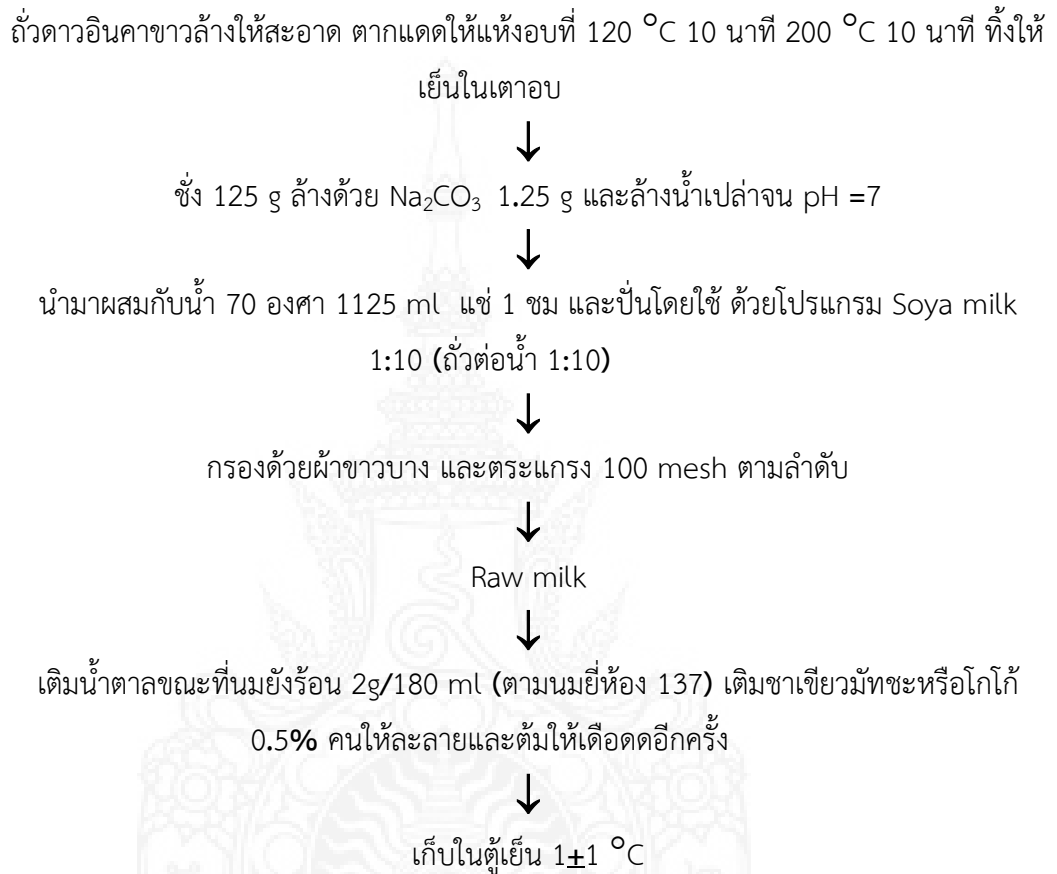 ถั่วดาวอินคาขาวล้างให้สะอาด ตากแดดให้แห้งอบที่ 120 °C 10 นาที 200 °C 10 นาที ทิ้งให้
เย็นในเตาอบ
↓
ชั่ง 125 g ล้างด้วย Na₂CO₃ 1.25 g และล้างน้ำเปล่าจน pH =7
↓
นำมาผสมกับน้ำ 70 องศา 1125 ml แช่ 1 ชม และปั่นโดยใช้ ด้วยโปรแกรม Soya milk
1:10 (ถั่วต่อน้ำ 1:10)
↓
กรองด้วยผ้าขาวบาง และตระแกรง 100 mesh ตามลำดับ
↓
Raw milk
↓
เติมน้ำตาลขณะที่นมยังร้อน 2g/180 ml (ตามนมยี่ห้อง 137) เติมชาเขียวมัทชะหรือโกโก้
0.5% คนให้ละลายและต้มให้เดือดดอีกครั้ง
↓
เก็บในตู้เย็น 1±1 °C